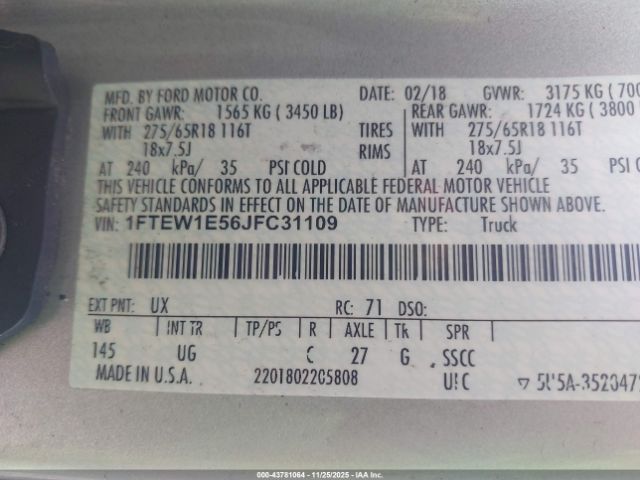 MFD. BY FORD MOTOR CO. DATE: 02/18 GVWR: 3175 KG ( 700
FRONT GAWR: 1565 KG ( 3450 LB) REAR GAWR: 1724 KG ( 3800
WITH 275/65R18 116T TIRES WITH 275/65R18 116T
18x7.5J RIMS 18x7.5J
AT 240 kPa/ 35 PSI COLD AT 240 kPa/ 35 PSI C
THIS VEHICLE CONFORMS TO ALL APPLICABLE FEDERAL MOTOR VEHICLE
SAFETY STANDARDS IN EFFECT ON THE DATE OF MANUFACTURE SHOWN ABOVE.
VIN: 1FTEW1E56JFC31109 TYPE: Truck
EXT PNT: UX RC: 71 DSO:
WB INT TR TP/PS R AXLE TR SPR
145 UG C 27 G SSCC
MADE IN U.S.A. 2201802205808
000-43781064 - 11/25/2025 - IAA Inc.